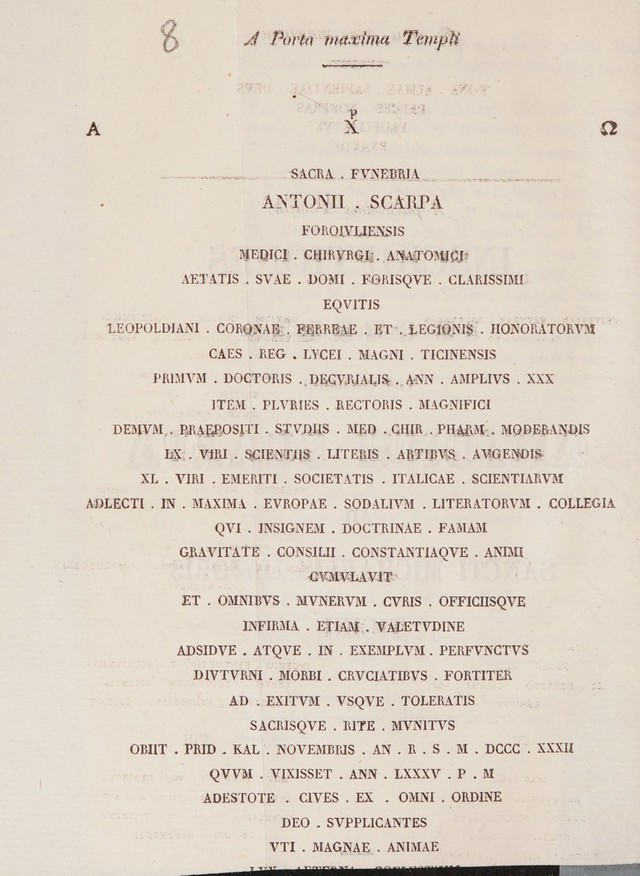 8 A Porta maxima Templi
P
A X Ω
SACRA . FVNEBRIA
ANTONII . SCARPA
FOROIVLIENSIS
MEDICI . CHIRVRGI . ANATOMICI
AETATIS . SVAE . DOMI . FORISQVE . CLARISSIMI
EQVITIS
LEOPOLDIANI . CORONAE . FERREAE . ET . LEGIONIS . HONORATORVM
CAES . REG . LYCEI . MAGNI . TICINENSIS
PRIMVM . DOCTORIS . DECVRIALIS . ANN . AMPLIVS . XXX
ITEM . PLVRIES . RECTORIS . MAGNIFICI
DEMVM . PRAEPOSITI . STVDIIS . MED . CHIR . PHARM . MODERANDIS
LX . VIRI . SCIENTIIS . LITERIS . ARTIBVS . AVGENDIS
XL . VIRI . EMERITI . SOCIETATIS . ITALICAE . SCIENTIARVM
ADLECTI . IN . MAXIMA . EVROPAE . SODALIVM . LITERATORVM . COLLEGIA
QVI . INSIGNEM . DOCTRINAE . FAMAM
GRAVITATE . CONSILII . CONSTANTIAQVE . ANIMI
CVMVLAVIT
ET . OMNIBVS . MVNERVM . CVRIS . OFFICIISQVE
INFIRMA . ETIAM . VALETVDINE
ADSIDVE . ATQVE . IN . EXEMPLVM . PERFVNCTVS
DIVTVRNI . MORBI . CRVCIATIBVS . FORTITER
AD . EXITVM . VSQVE . TOLERATIS
SACRISQVE . RITE . MVNITVS
OBIIT . PRID . KAL . NOVEMBRIS . AN . R . S . M . DCCC . XXXII
QVVM . VIXISSET . ANN . LXXXV . P . M
ADESTOTE . CIVES . EX . OMNI . ORDINE
DEO . SVPPLICANTES
VTI . MAGNAE . ANIMAE